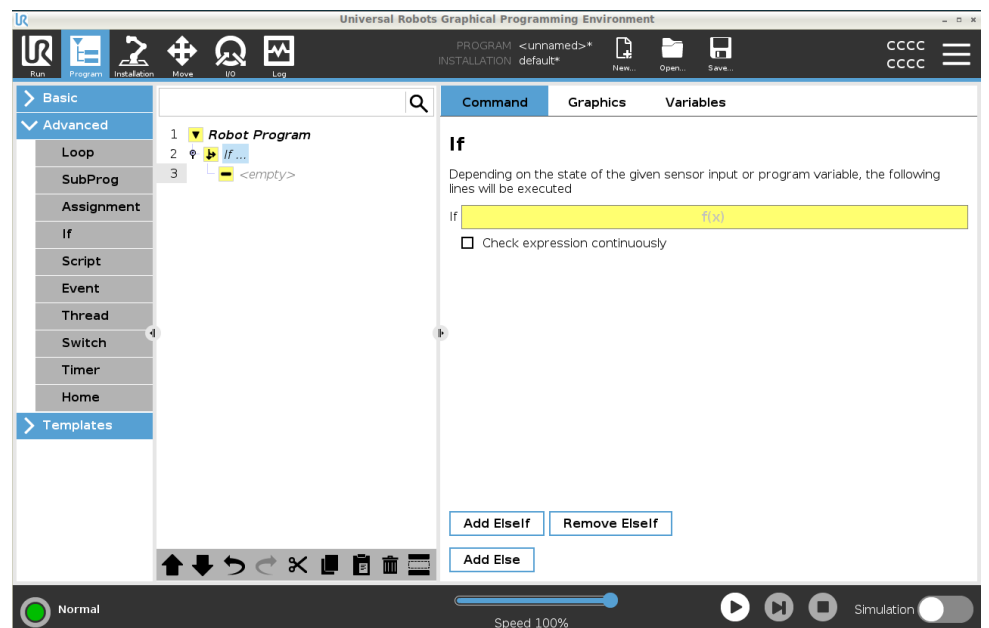 UR
Universal Robots Graphical Programming Environment
Run
Program
Installation
Move
I/O
Log
PROGRAM <unnamed>*
INSTALLATION default*
New...
Open...
Save...
cccc
cccc
Basic
Advanced
Loop
SubProg
Assignment
If
Script
Event
Thread
Switch
Timer
Home
Templates
1 Robot Program
2 If ...
3 <empty>
Command Graphics Variables
If
Depending on the state of the given sensor input or program variable, the following
lines will be executed
If f(x)
Check expression continuously
Add ElseIf Remove ElseIf
Add Else
Normal
Speed 100%
Simulation